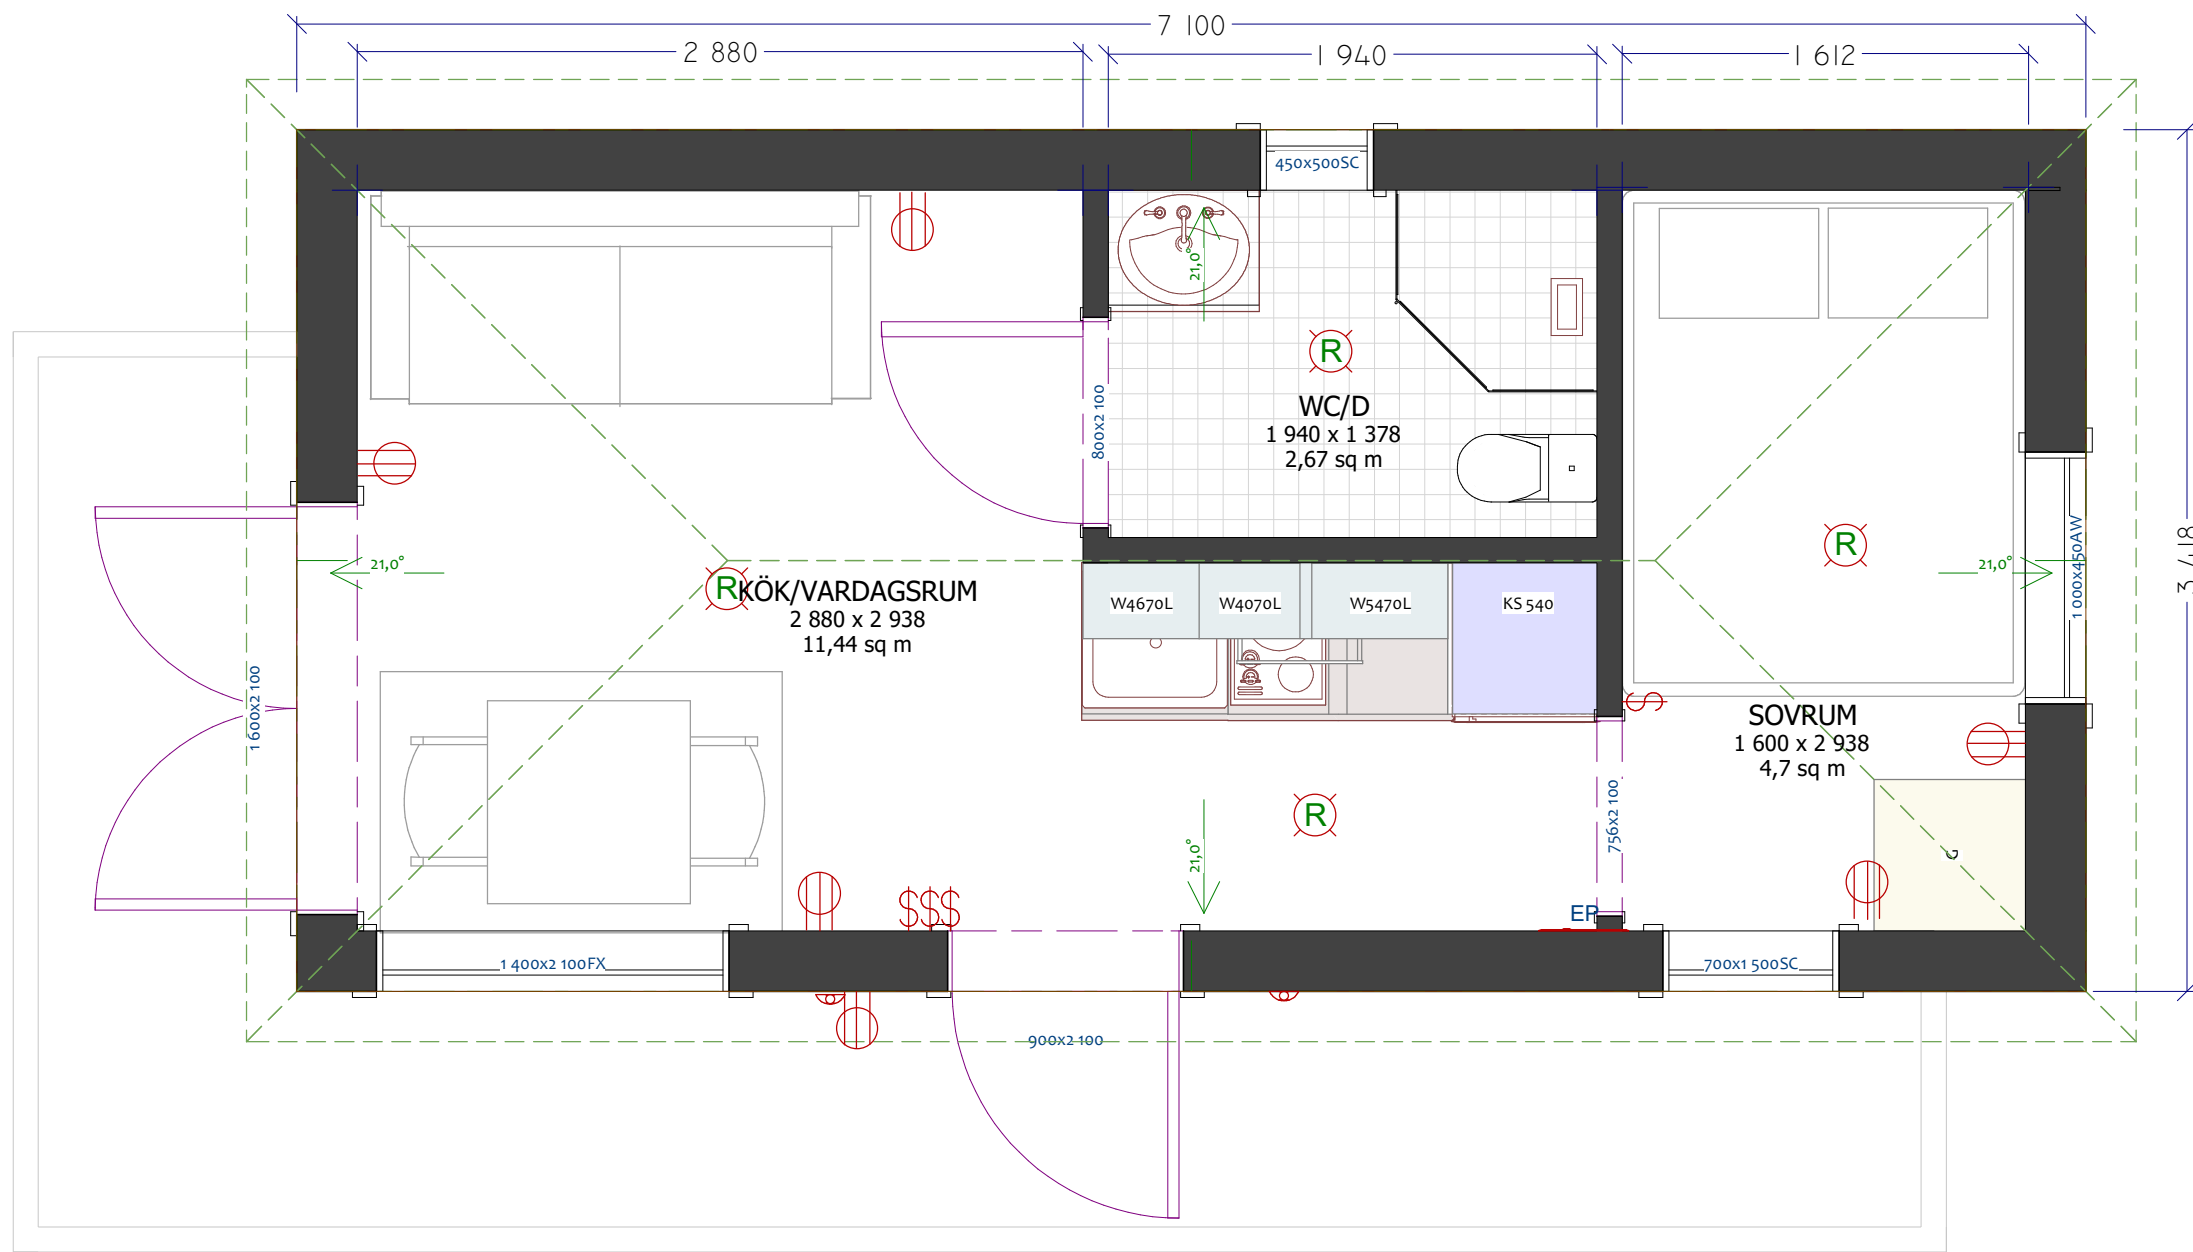 7 100
2 880
1 940
1 612
450x500SC
21,0°
R
WC/D
1 940 x 1 378
2,67 sq m
800x2 100
R
21,0°
21,0°
1 000x450AW
3 418
R
KÖK/VARDAGSRUM
2 880 x 2 938
11,44 sq m
W4670L
W4070L
W5470L
KS 540
1 600x2 100
S
SOVRUM
1 600 x 2 938
4,7 sq m
R
756x2 100
21,0°
G
$$$
EP
1 400x2 100FX
700x1 500SC
900x2 100